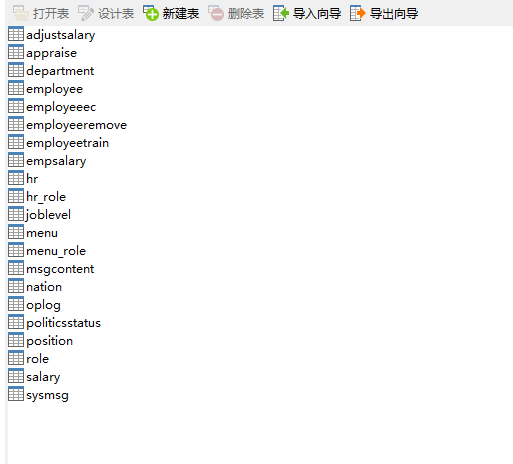 打开表 设计表 新建表 删除表 导入向导 导出向导
adjustsalary
appraise
department
employee
employeeec
employeeremove
employeetrain
empsalary
hr
hr_role
joblevel
menu
menu_role
msgcontent
nation
oplog
politicsstatus
position
role
salary
sysmsg